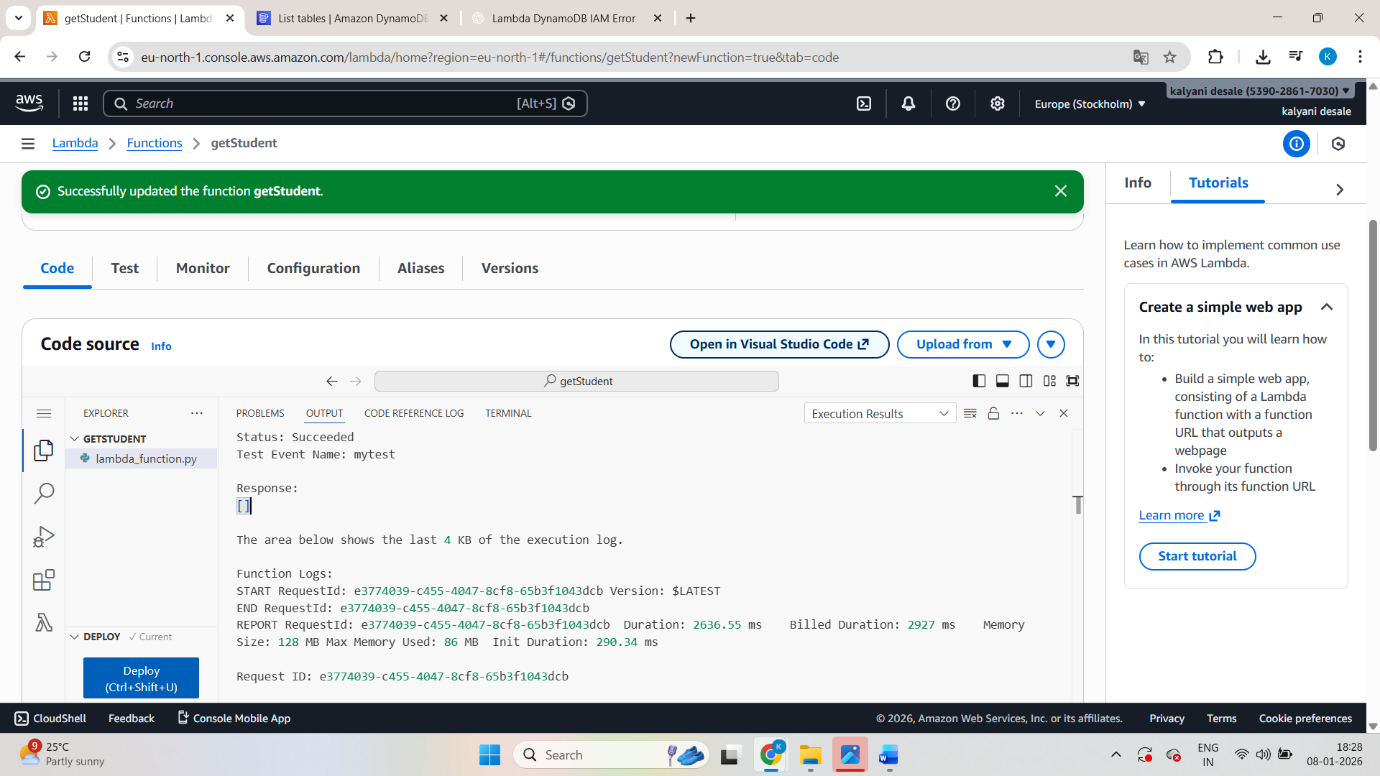 getStudent | Functions | Lambda
List tables | Amazon DynamoDB
Lambda DynamoDB IAM Error
eu-north-1.console.aws.amazon.com/lambda/home?region=eu-north-1#/functions/getStudent?newFunction=true&tab=code
K
aws
Search
[Alt+S]
Europe (Stockholm)
kalyani desale (5390-2861-7030)
kalyani desale
Lambda
Functions
getStudent
Successfully updated the function getStudent.
Info
Tutorials
Code
Test
Monitor
Configuration
Aliases
Versions
Learn how to implement common use
cases in AWS Lambda.
Create a simple web app
In this tutorial you will learn how
to:
• Build a simple web app,
consisting of a Lambda
function with a function
URL that outputs a
webpage
• Invoke your function
through its function URL
Learn more
Start tutorial
Code source
Info
Open in Visual Studio Code
Upload from
getStudent
EXPLORER
GETSTUDENT
lambda_function.py
PROBLEMS
OUTPUT
CODE REFERENCE LOG
TERMINAL
Execution Results
Status: Succeeded
Test Event Name: mytest
Response:
[]
The area below shows the last 4 KB of the execution log.
Function Logs:
START RequestId: e3774039-c455-4047-8cf8-65b3f1043dcb Version: $LATEST
END RequestId: e3774039-c455-4047-8cf8-65b3f1043dcb
REPORT RequestId: e3774039-c455-4047-8cf8-65b3f1043dcb Duration: 2636.55 ms Billed Duration: 2927 ms Memory
Size: 128 MB Max Memory Used: 86 MB Init Duration: 290.34 ms
Request ID: e3774039-c455-4047-8cf8-65b3f1043dcb
DEPLOY
Current
Deploy
(Ctrl+Shift+U)
CloudShell
Feedback
Console Mobile App
© 2026, Amazon Web Services, Inc. or its affiliates.
Privacy
Terms
Cookie preferences
9
25°C
Partly sunny
Search
K
ENG
IN
18:28
08-01-2026